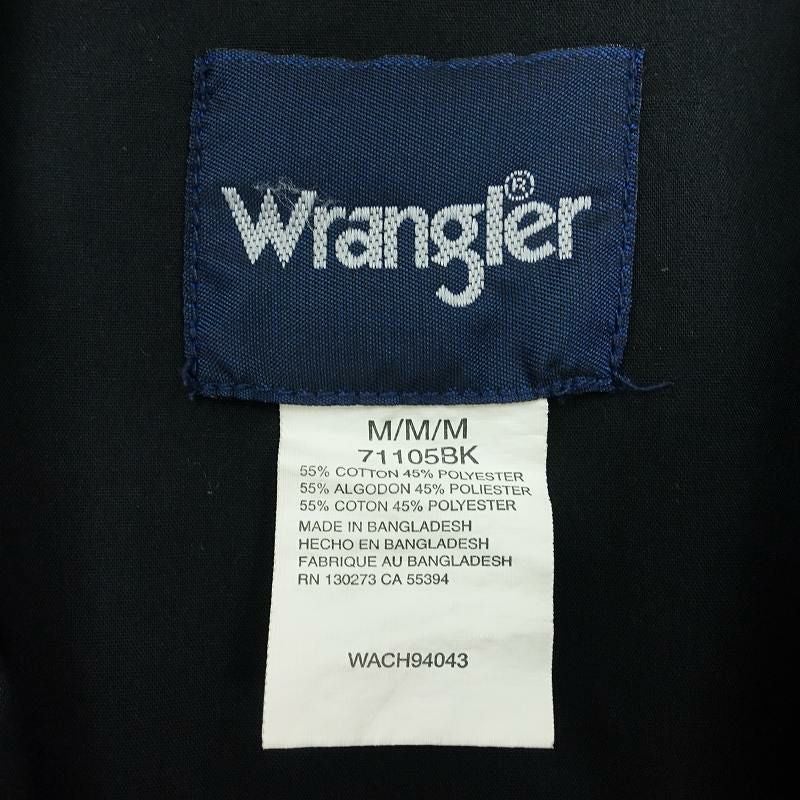 Wrangler®
M/M/M
71105BK
55% COTTON 45% POLYESTER
55% ALGODON 45% POLIESTER
55% COTON 45% POLYESTER
MADE IN BANGLADESH
HECHO EN BANGLADESH
FABRIQUE AU BANGLADESH
RN 130273 CA 55394
WACH94043